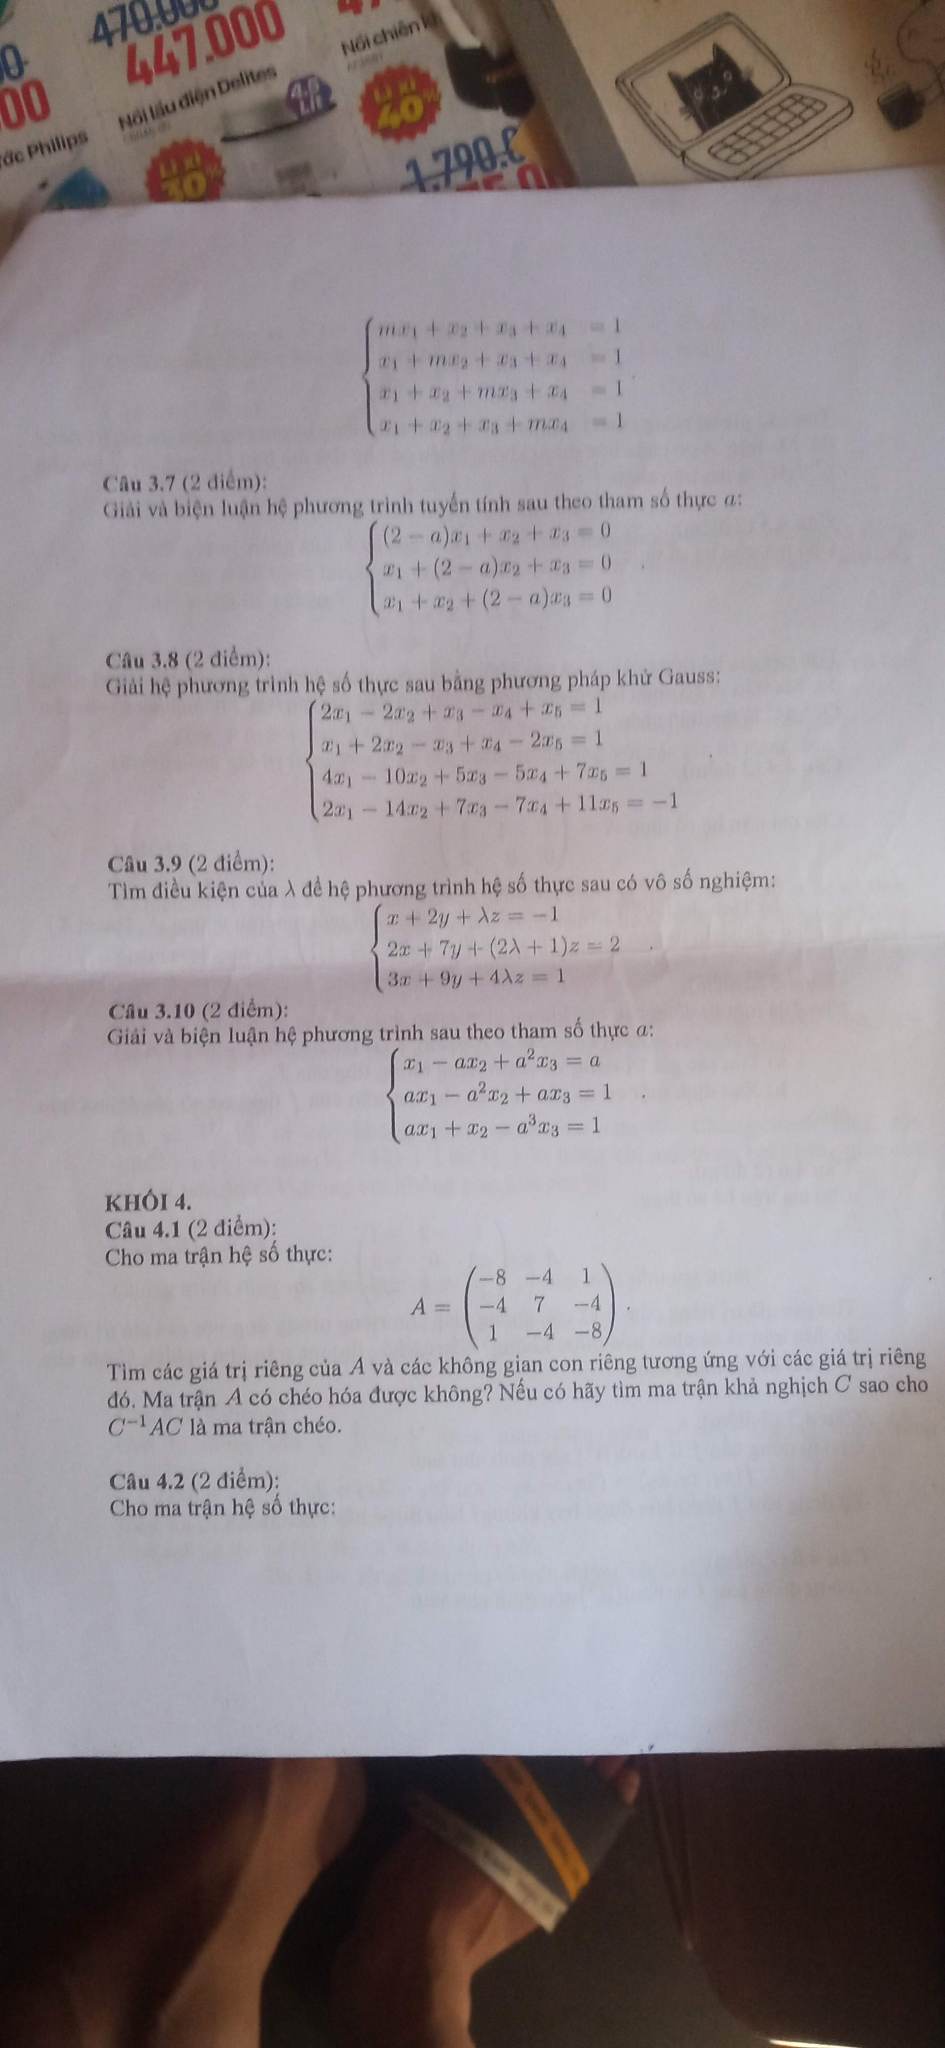 470.000
447.000
Nồi lẩu điện Delites
Nồi chiên
00
Philips
30%
40%
1.790.
$\begin{cases} mx_1 + x_2 + x_3 + x_4 = 1 \\ x_1 + mx_2 + x_3 + x_4 = 1 \\ x_1 + x_2 + mx_3 + x_4 = 1 \\ x_1 + x_2 + x_3 + mx_4 = 1 \end{cases}$.
Câu 3.7 (2 điểm):
Giải và biện luận hệ phương trình tuyến tính sau theo tham số thực a:
$\begin{cases} (2-a)x_1 + x_2 + x_3 = 0 \\ x_1 + (2-a)x_2 + x_3 = 0 \\ x_1 + x_2 + (2-a)x_3 = 0 \end{cases}$.
Câu 3.8 (2 điểm):
Giải hệ phương trình hệ số thực sau bằng phương pháp khử Gauss:
$\begin{cases} 2x_1 - 2x_2 + x_3 - x_4 + x_5 = 1 \\ x_1 + 2x_2 - x_3 + x_4 - 2x_5 = 1 \\ 4x_1 - 10x_2 + 5x_3 - 5x_4 + 7x_5 = 1 \\ 2x_1 - 14x_2 + 7x_3 - 7x_4 + 11x_5 = -1 \end{cases}$.
Câu 3.9 (2 điểm):
Tìm điều kiện của λ để hệ phương trình hệ số thực sau có vô số nghiệm:
$\begin{cases} x + 2y + \lambda z = -1 \\ 2x + 7y + (2\lambda + 1)z = 2 \\ 3x + 9y + 4\lambda z = 1 \end{cases}$.
Câu 3.10 (2 điểm):
Giải và biện luận hệ phương trình sau theo tham số thực a:
$\begin{cases} x_1 - ax_2 + a^2x_3 = a \\ ax_1 - a^2x_2 + ax_3 = 1 \\ ax_1 + x_2 - a^3x_3 = 1 \end{cases}$.
KHỐI 4.
Câu 4.1 (2 điểm):
Cho ma trận hệ số thực:
$A = \begin{pmatrix} -8 & -4 & 1 \\ -4 & 7 & -4 \\ 1 & -4 & -8 \end{pmatrix}$.
Tìm các giá trị riêng của A và các không gian con riêng tương ứng với các giá trị riêng
đó. Ma trận A có chéo hóa được không? Nếu có hãy tìm ma trận khả nghịch C sao cho
$C^{-1}AC$ là ma trận chéo.
Câu 4.2 (2 điểm):
Cho ma trận hệ số thực: